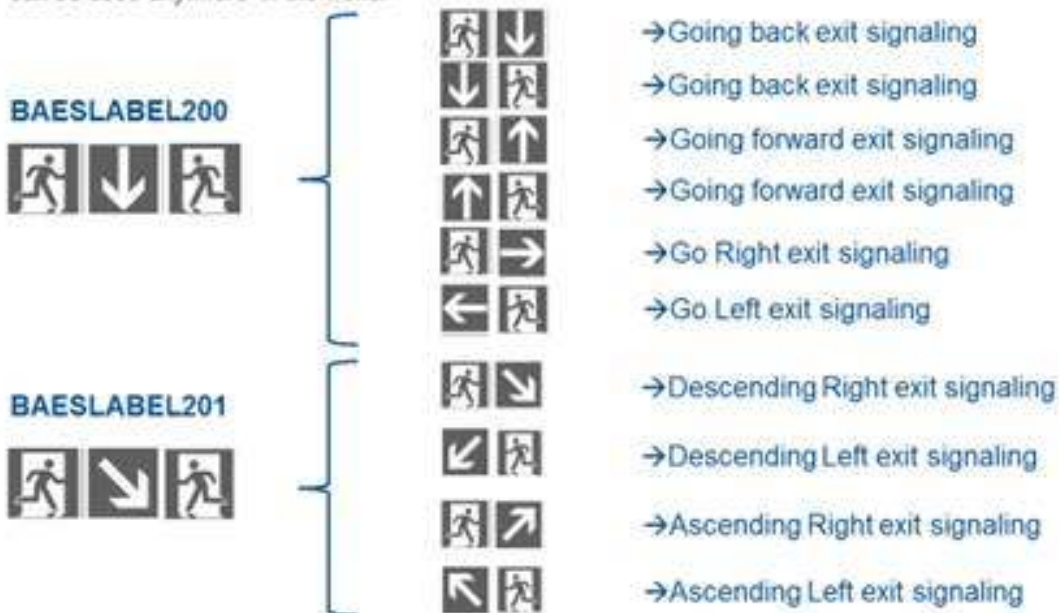 BAESLABEL200
→Going back exit signaling
→Going back exit signaling
→Going forward exit signaling
→Going forward exit signaling
→Go Right exit signaling
→Go Left exit signaling
BAESLABEL201
→Descending Right exit signaling
→Descending Left exit signaling
→Ascending Right exit signaling
→Ascending Left exit signaling